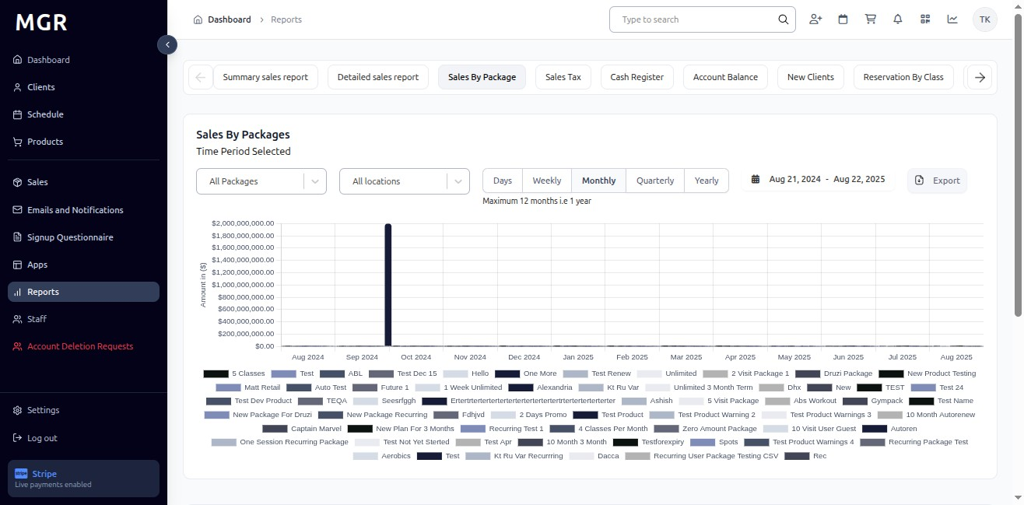 MGR
Dashboard
Clients
Schedule
Products
Sales
Emails and Notifications
Signup Questionnaire
Apps
Reports
Staff
Account Deletion Requests
Settings
Log out
stripe Stripe
Live payments enabled
Dashboard > Reports
Type to search
TK
Summary sales report Detailed sales report Sales By Package Sales Tax Cash Register Account Balance New Clients Reservation By Class
Sales By Packages
Time Period Selected
All Packages All locations Days Weekly Monthly Quarterly Yearly Aug 21, 2024 - Aug 22, 2025 Export
Maximum 12 months i.e 1 year
Amount in ($)
$2,000,000,000.00
$1,800,000,000.00
$1,600,000,000.00
$1,400,000,000.00
$1,200,000,000.00
$1,000,000,000.00
$800,000,000.00
$600,000,000.00
$400,000,000.00
$200,000,000.00
$0.00
Aug 2024 Sep 2024 Oct 2024 Nov 2024 Dec 2024 Jan 2025 Feb 2025 Mar 2025 Apr 2025 May 2025 Jun 2025 Jul 2025 Aug 2025
5 Classes Test ABL Test Dec 15 Hello One More Test Renew Unlimited 2 Visit Package 1 Druzi Package New Product Testing
Matt Retail Auto Test Future 1 1 Week Unlimited Alexandria Kt Ru Var Unlimited 3 Month Term Dhx New TEST Test 24
Test Dev Product TEQA Seesrfggh Ashish 5 Visit Package Abs Workout Gympack Test Name
New Package For Druzi New Package Recurring Fdhjvd 2 Days Promo Test Product Test Product Warning 2 Test Product Warnings 3 10 Month Autorenew
Captain Marvel New Plan For 3 Months Recurring Test 1 4 Classes Per Month Zero Amount Package 10 Visit User Guest Autoren
One Session Recurring Package Test Not Yet Started Test Apr 10 Month 3 Month Testforexpiry Spots Test Product Warnings 4 Recurring Package Test
Aerobics Test Kt Ru Var Recurrring Dacca Recurring User Package Testing CSV Rec